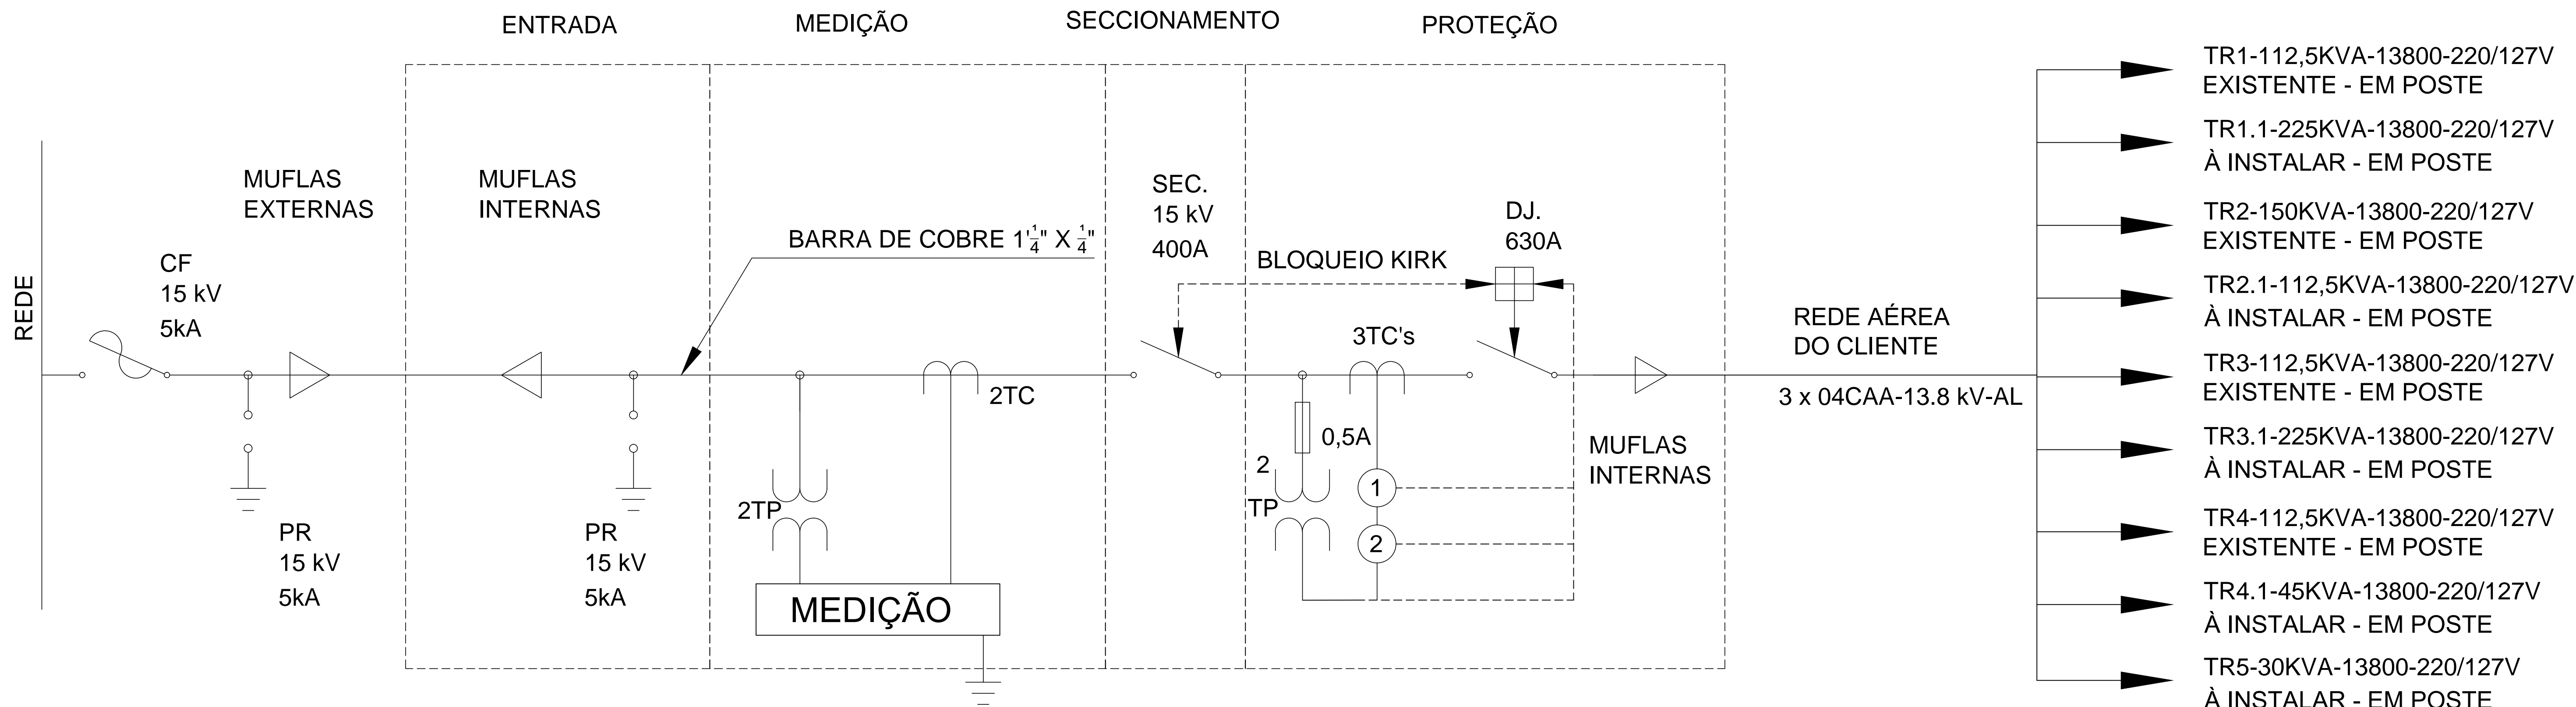 ENTRADA
MEDIÇÃO
SECCIONAMENTO
PROTEÇÃO
REDE
CF
15 kV
5kA
MUFLAS
EXTERNAS
PR
15 kV
5kA
MUFLAS
INTERNAS
PR
15 kV
5kA
BARRA DE COBRE 1'1/4" X 1/4"
2TP
2TC
MEDIÇÃO
SEC.
15 kV
400A
BLOQUEIO KIRK
DJ.
630A
3TC's
0,5A
2
TP
1
2
MUFLAS
INTERNAS
REDE AÉREA
DO CLIENTE
3 x 04CAA-13.8 kV-AL
TR1-112,5KVA-13800-220/127V
EXISTENTE - EM POSTE
TR1.1-225KVA-13800-220/127V
À INSTALAR - EM POSTE
TR2-150KVA-13800-220/127V
EXISTENTE - EM POSTE
TR2.1-112,5KVA-13800-220/127V
À INSTALAR - EM POSTE
TR3-112,5KVA-13800-220/127V
EXISTENTE - EM POSTE
TR3.1-225KVA-13800-220/127V
À INSTALAR - EM POSTE
TR4-112,5KVA-13800-220/127V
EXISTENTE - EM POSTE
TR4.1-45KVA-13800-220/127V
À INSTALAR - EM POSTE
TR5-30KVA-13800-220/127V
À INSTALAR - EM POSTE